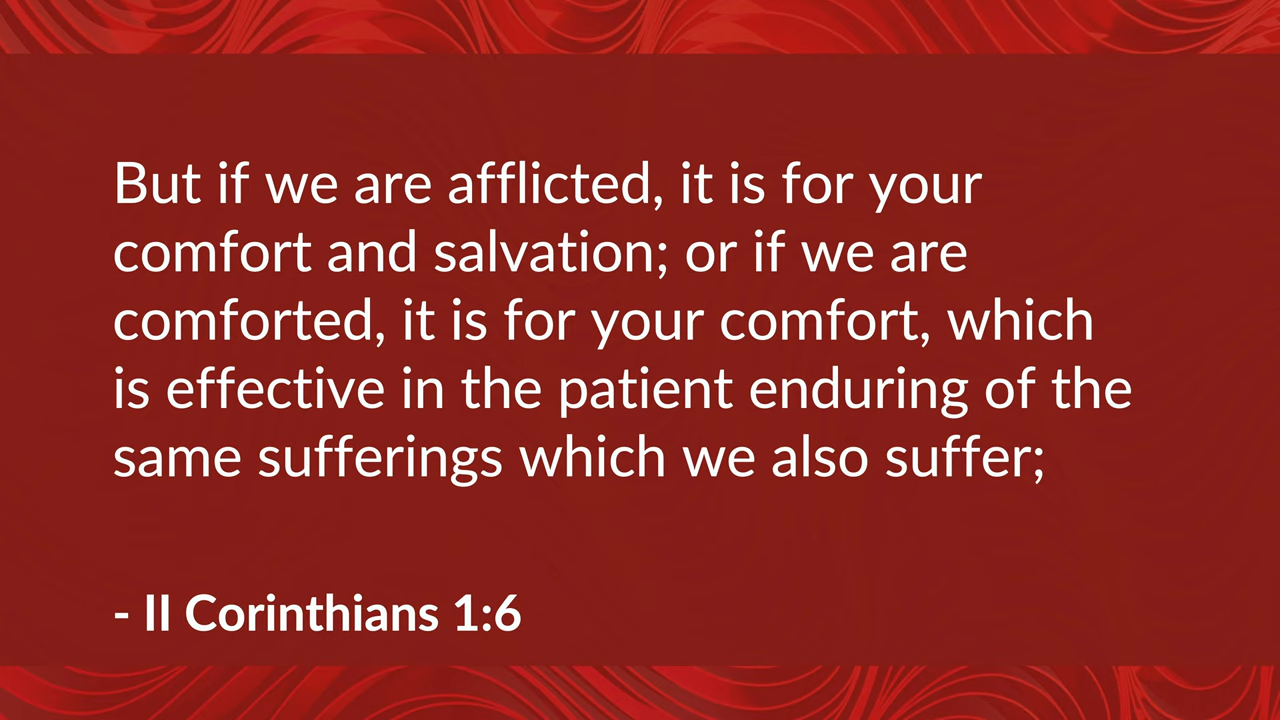 But if we are afflicted, it is for your
comfort and salvation; or if we are
comforted, it is for your comfort, which
is effective in the patient enduring of the
same sufferings which we also suffer;
- II Corinthians 1:6